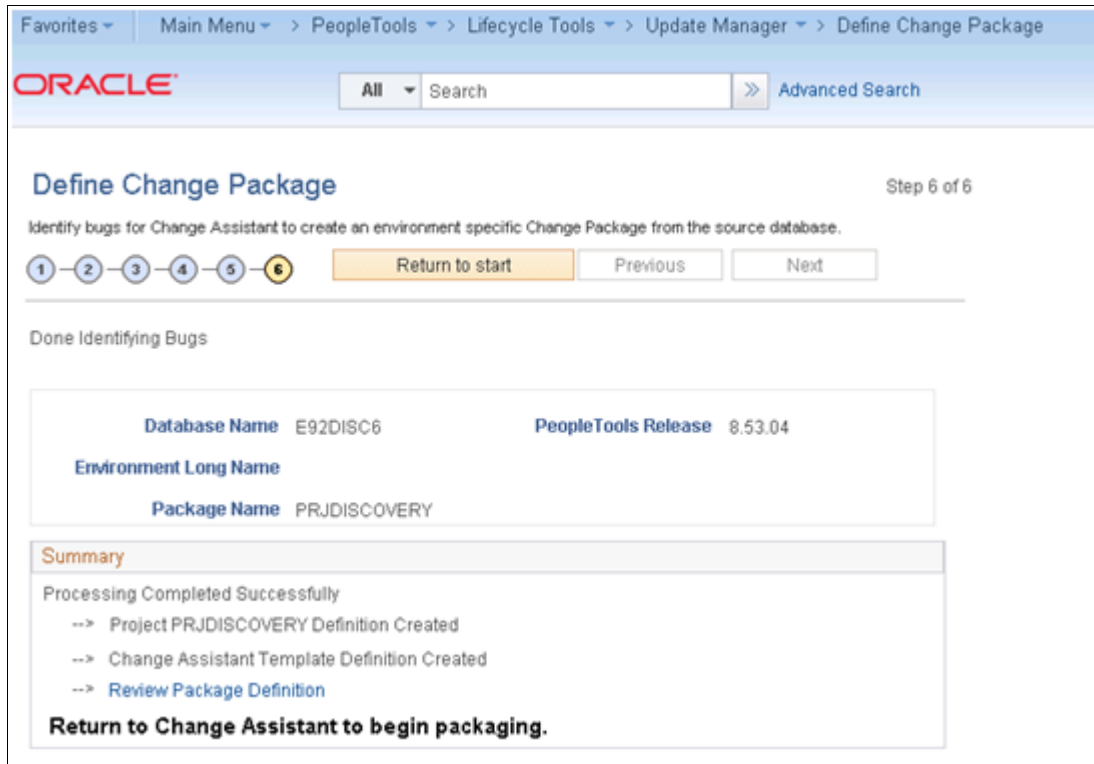 Favorites Main Menu > PeopleTools > Lifecycle Tools > Update Manager > Define Change Package
ORACLE All Search >> Advanced Search
Define Change Package Step 6 of 6
Identify bugs for Change Assistant to create an environment specific Change Package from the source database.
1 2 3 4 5 6 Return to start Previous Next
Done Identifying Bugs
Database Name E92DISC6 PeopleTools Release 8.53.04
Environment Long Name
Package Name PRJDISCOVERY
Summary
Processing Completed Successfully
--> Project PRJDISCOVERY Definition Created
--> Change Assistant Template Definition Created
--> Review Package Definition
Return to Change Assistant to begin packaging.